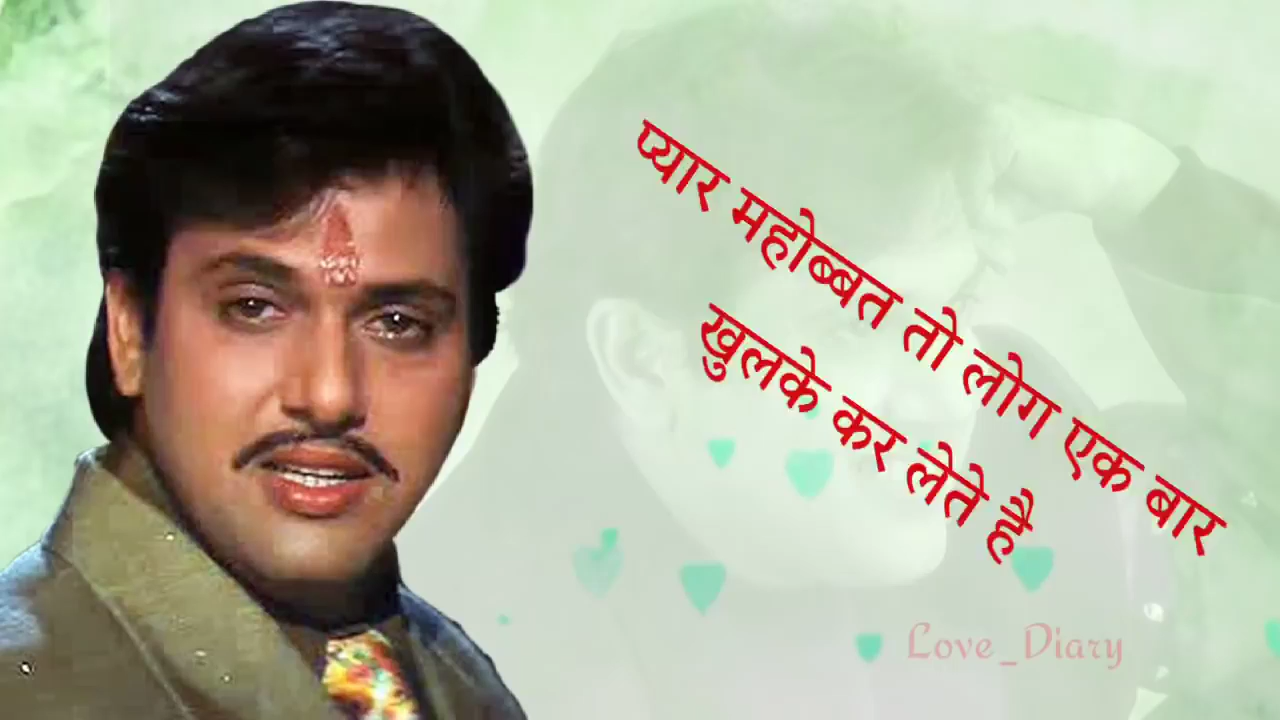 प्यार महोब्बत तो लोग एक बार
खुलके कर लेते है
Love_Diary